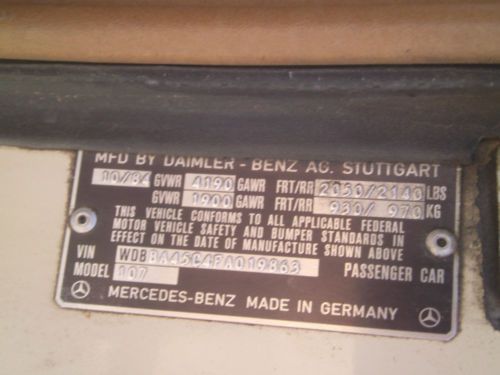 MFD BY DAIMLER - BENZ AG. STUTTGART
10/84 GVWR 4190 GAWR FRT/RR 2050/2140 LBS
GVWR 1900 GAWR FRT/RR 930/ 970 KG
THIS VEHICLE CONFORMS TO ALL APPLICABLE FEDERAL
MOTOR VEHICLE SAFETY AND BUMPER STANDARDS IN
EFFECT ON THE DATE OF MANUFACTURE SHOWN ABOVE
VIN WDBBA45C4FA019863
MODEL 107 PASSENGER CAR
MERCEDES-BENZ MADE IN GERMANY